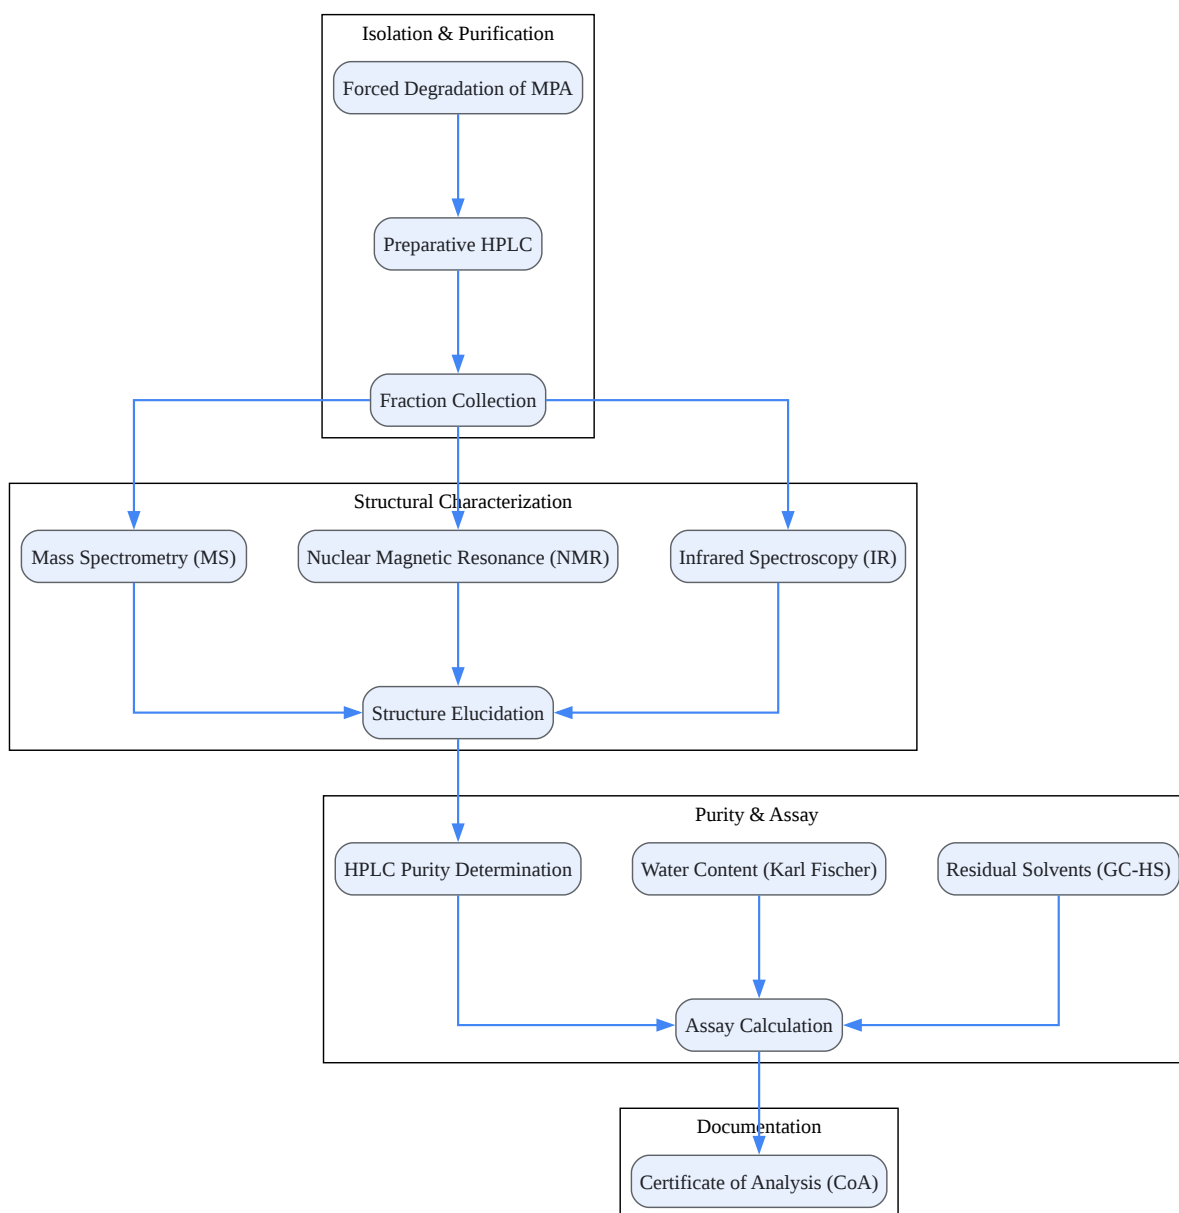 Isolation & Purification
Forced Degradation of MPA
Preparative HPLC
Fraction Collection
Structural Characterization
Mass Spectrometry (MS)
Nuclear Magnetic Resonance (NMR)
Infrared Spectroscopy (IR)
Structure Elucidation
Purity & Assay
HPLC Purity Determination
Water Content (Karl Fischer)
Residual Solvents (GC-HS)
Assay Calculation
Documentation
Certificate of Analysis (CoA)